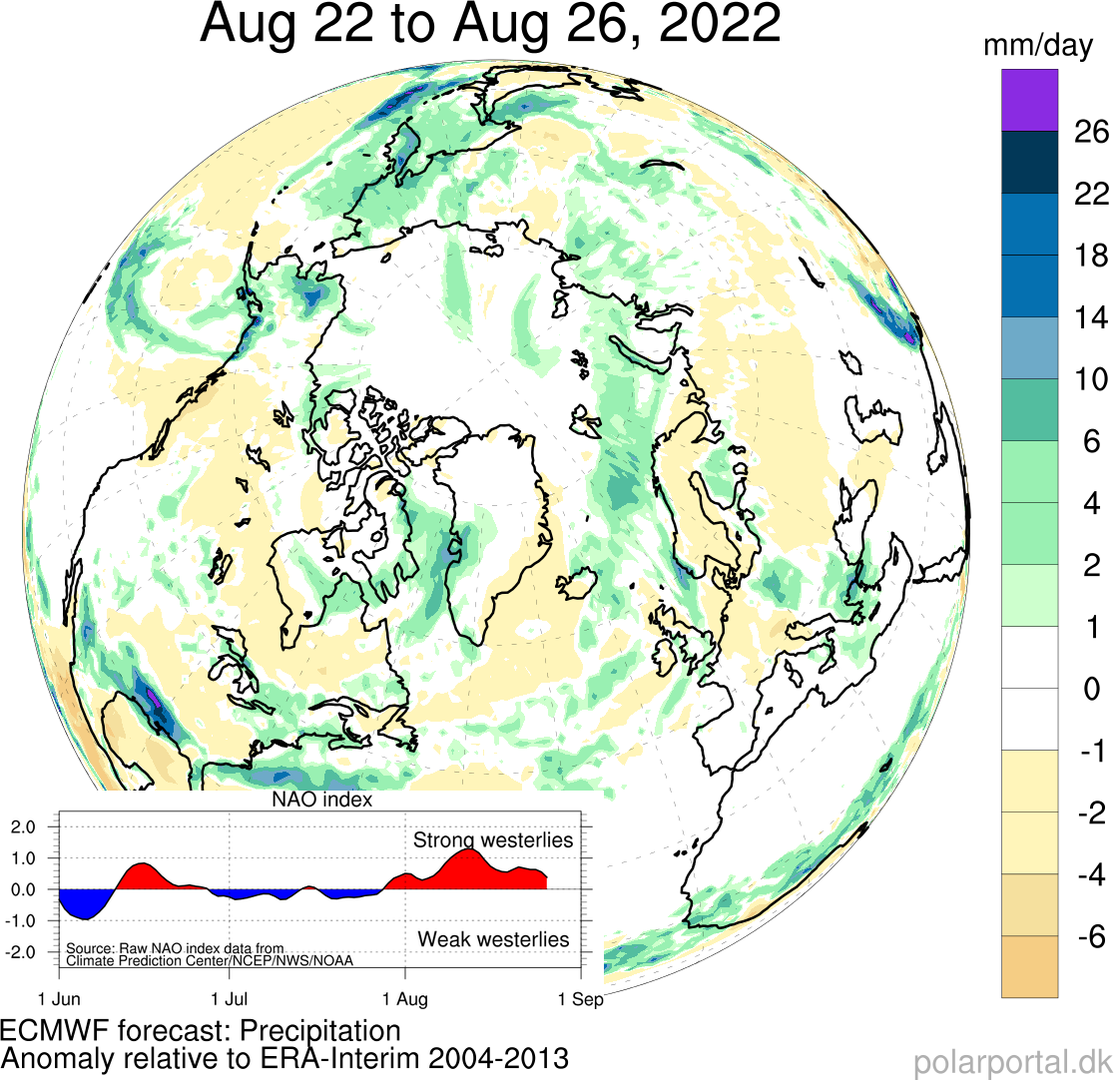 Aug 22 to Aug 26, 2022
mm/day
26
22
18
14
10
6
4
2
1
0
-1
-2
-4
-6
NAO index
2.0
1.0
0.0
-1.0
-2.0
Strong westerlies
Weak westerlies
Source: Raw NAO index data from
Climate Prediction Center/NCEP/NWS/NOAA
1 Jun 1 Jul 1 Aug 1 Sep
ECMWF forecast: Precipitation
Anomaly relative to ERA-Interim 2004-2013
polarportal.dk